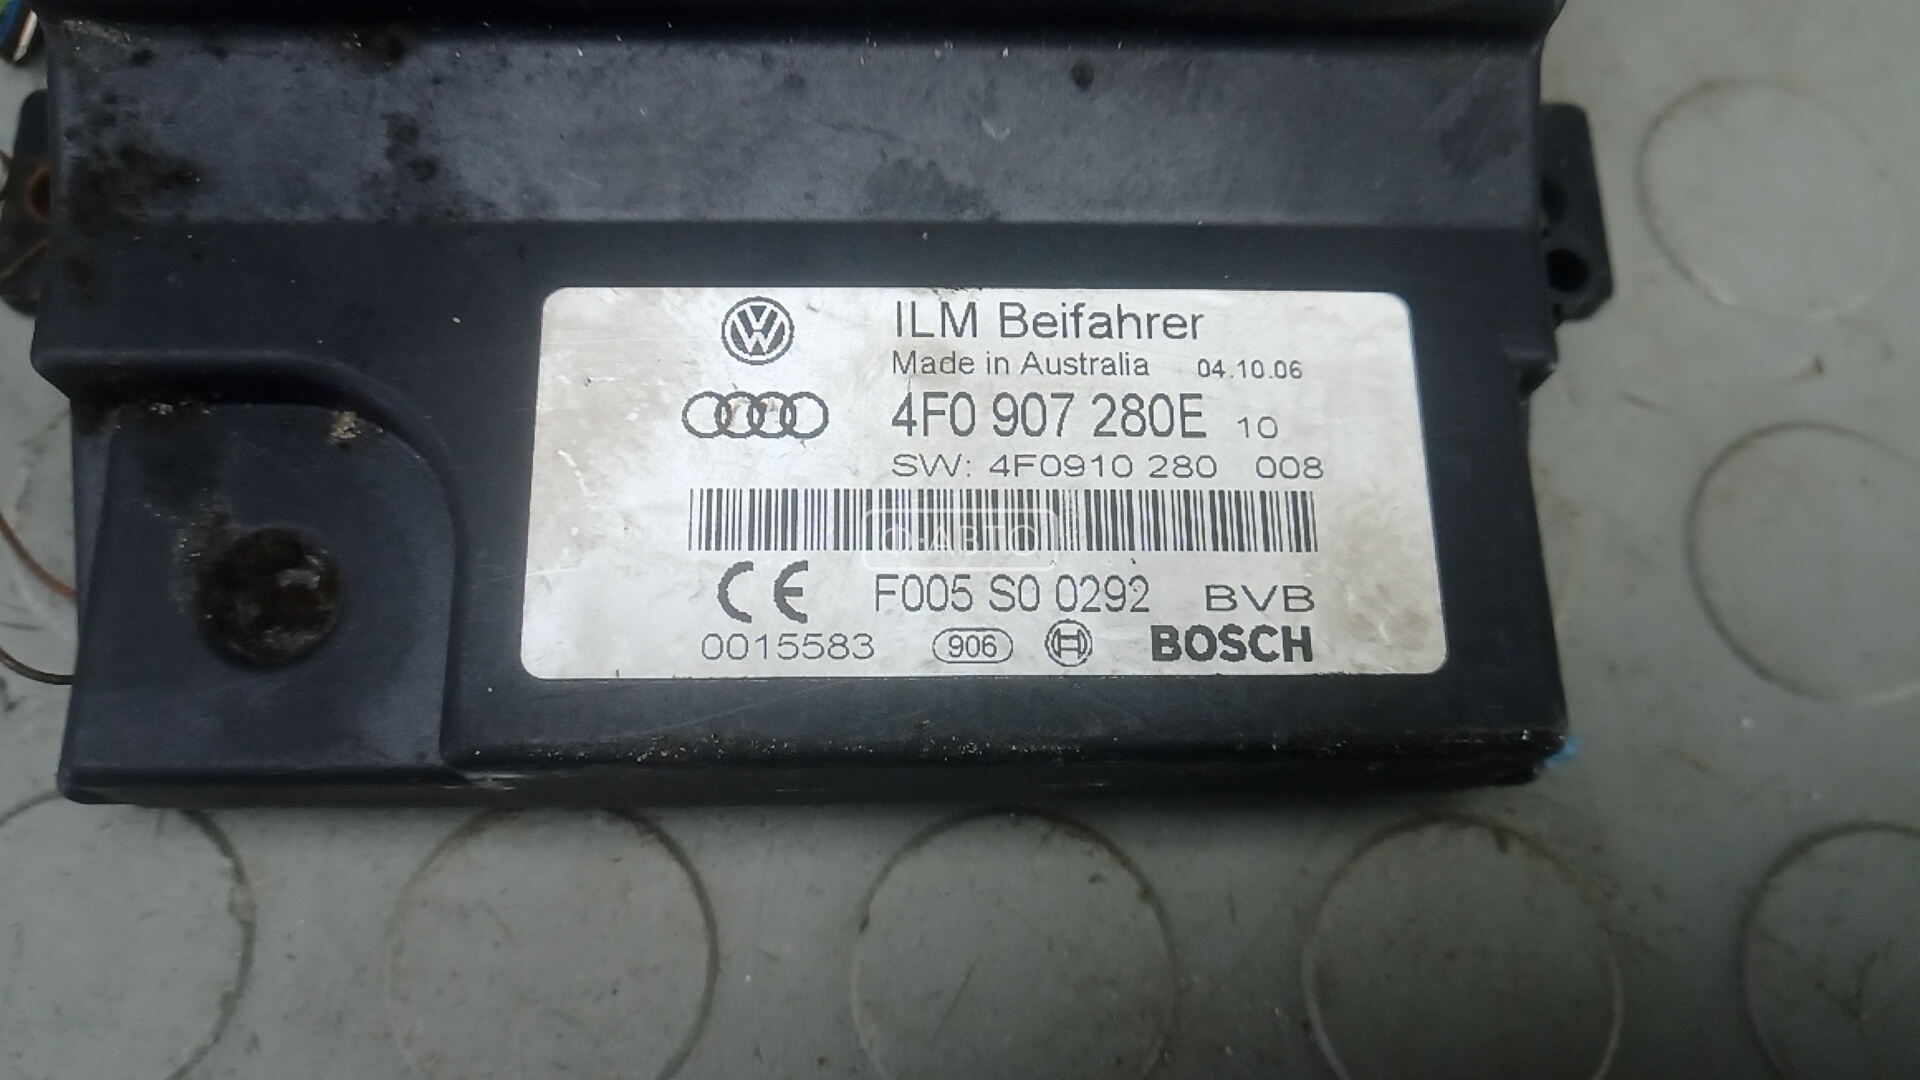 ILM Beifahrer
Made in Australia 04.10.06
4F0 907 280E 10
SW: 4F0910 280 008
О·АВТО
CE F005 S0 0292 BVB
0015583 906 BOSCH